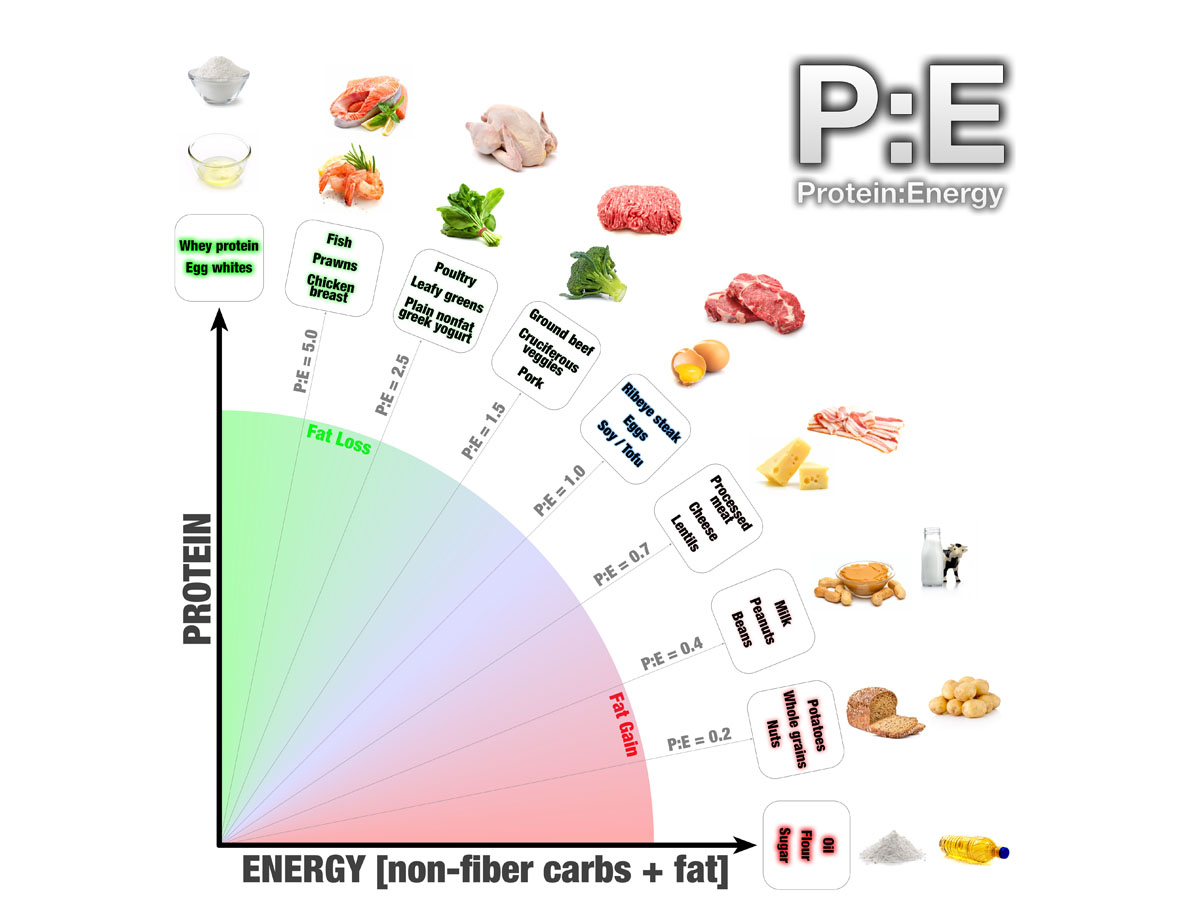 P:E
Protein:Energy
Whey protein
Egg whites
Fish
Prawns
Chicken
breast
Poultry
Leafy greens
Plain nonfat
greek yogurt
Ground beef
Cruciferous
veggies
Pork
Ribeye steak
Eggs
Soy / Tofu
Processed
meat
Cheese
Lentils
Milk
Peanuts
Beans
Potatoes
Whole grains
Nuts
Oil
Flour
Sugar
P:E = 5.0
P:E = 2.5
P:E = 1.5
P:E = 1.0
P:E = 0.7
P:E = 0.4
P:E = 0.2
Fat Loss
Fat Gain
PROTEIN
ENERGY [non-fiber carbs + fat]